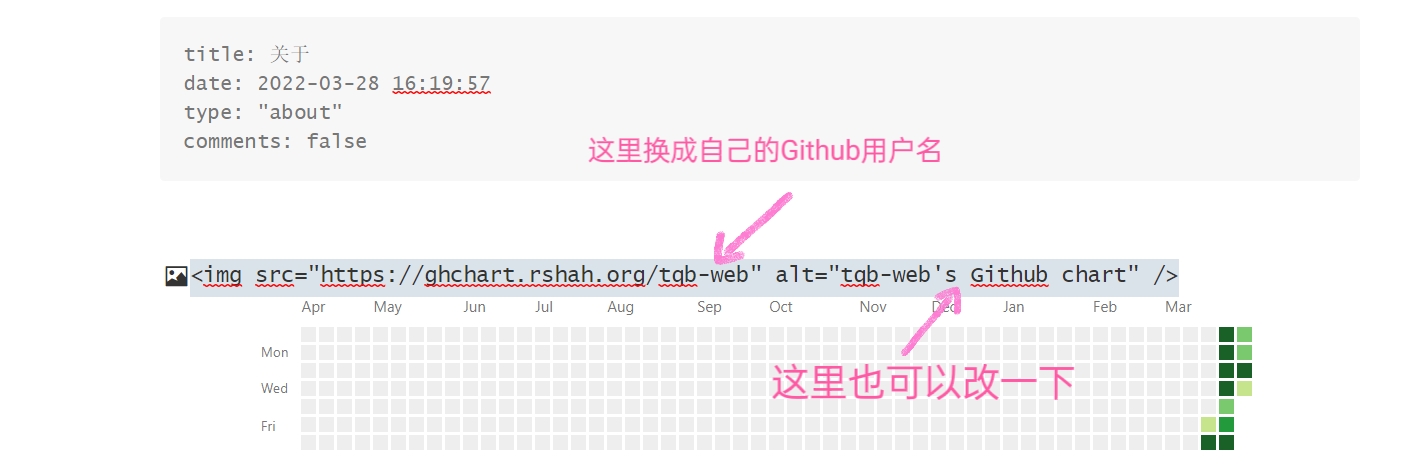 title: 关于
date: 2022-03-28 16:19:57
type: "about"
comments: false
这里换成自己的Github用户名
<img src="https://ghchart.rshah.org/tqb-web" alt="tqb-web's Github chart" />
Apr May Jun Jul Aug Sep Oct Nov Dec Jan Feb Mar
Mon
这里也可以改一下
Wed
Fri